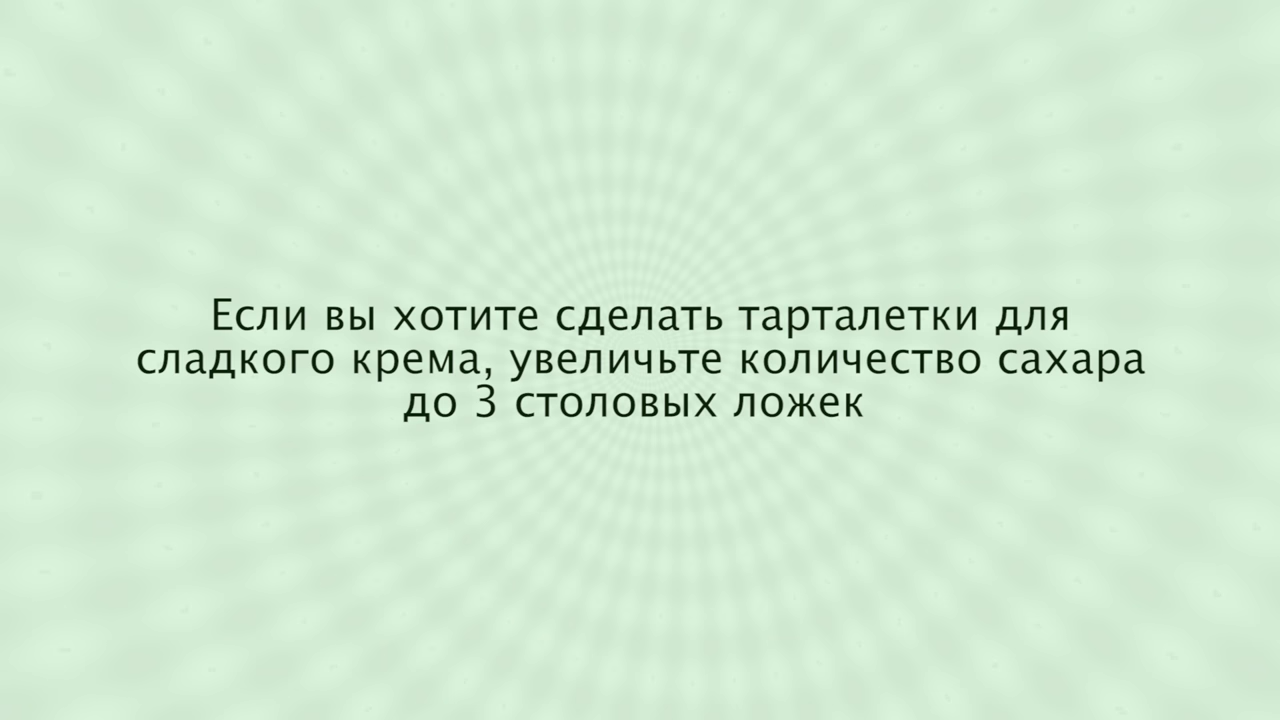 Если вы хотите сделать тарталетки для
сладкого крема, увеличьте количество сахара
до 3 столовых ложек